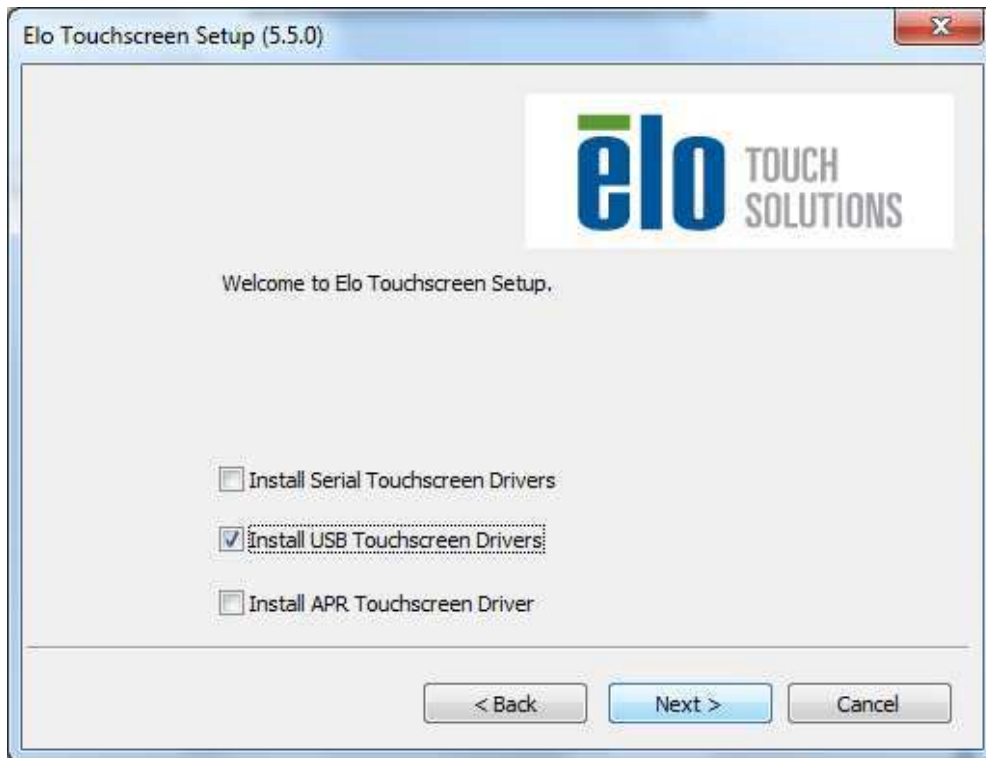 Elo Touchscreen Setup (5.5.0)
elo
TOUCH
SOLUTIONS
Welcome to Elo Touchscreen Setup.
Install Serial Touchscreen Drivers
Install USB Touchscreen Drivers
Install APR Touchscreen Driver
< Back
Next >
Cancel